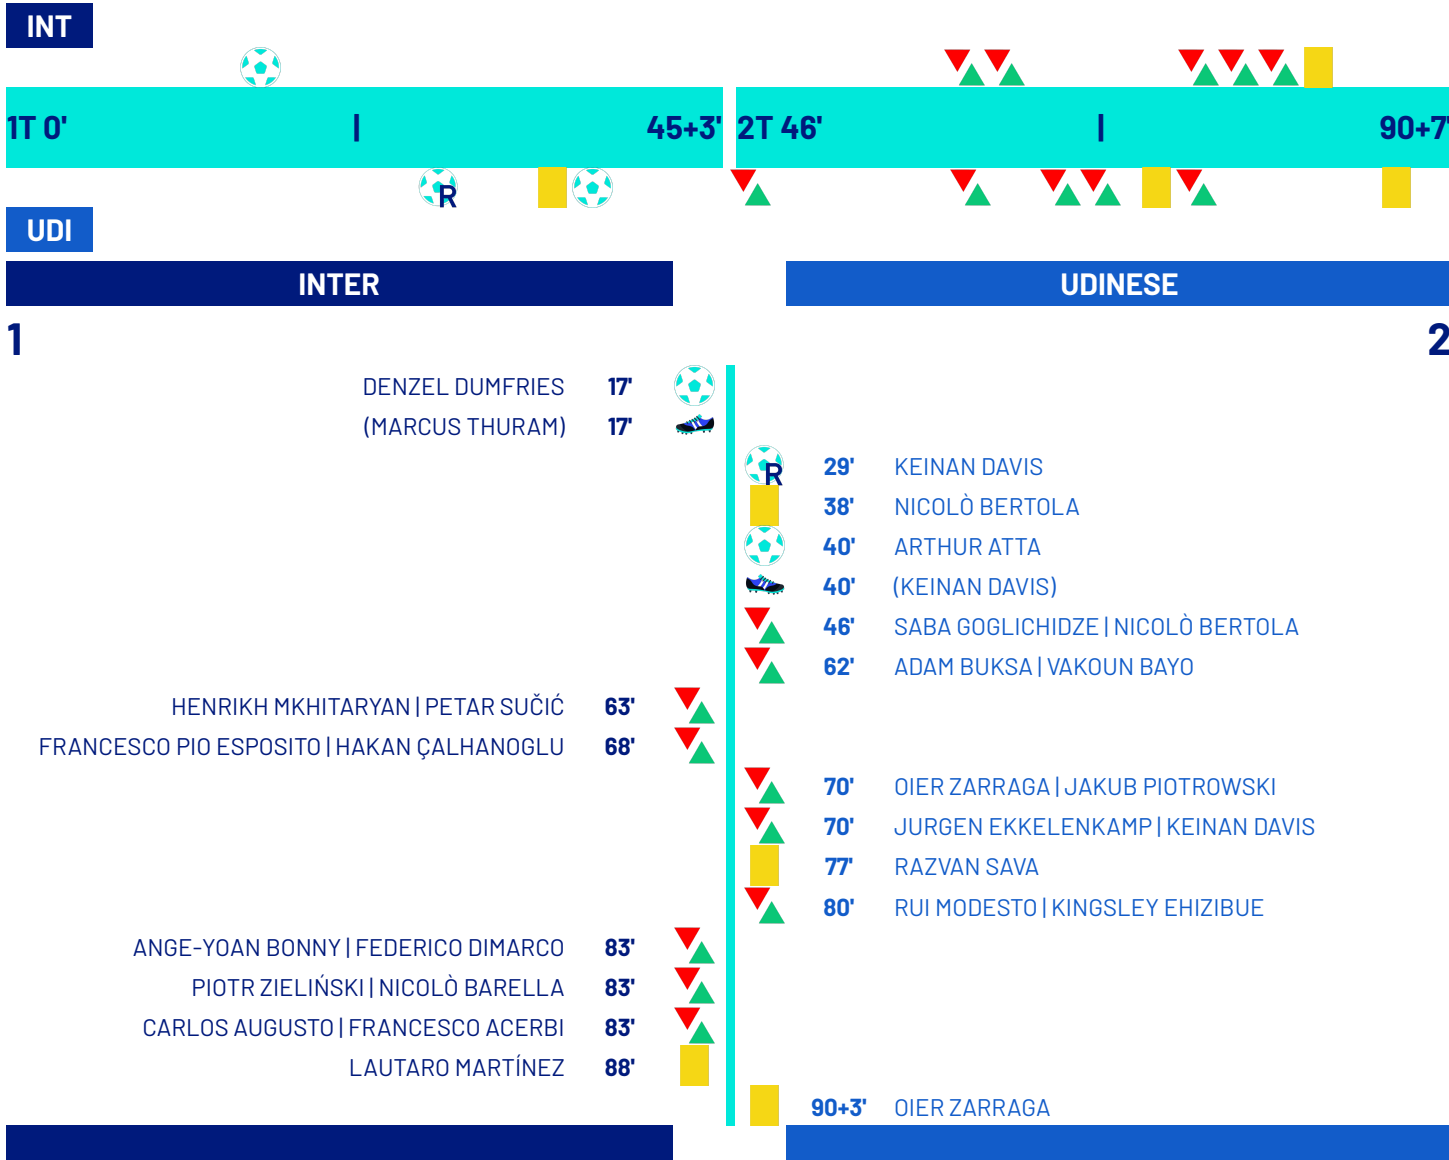 INT
1T 0' | 45+3' 2T 46' | 90+7'
R
UDI
INTER UDINESE
1 2
DENZEL DUMFRIES 17'
(MARCUS THURAM) 17'
R 29' KEINAN DAVIS
38' NICOLÒ BERTOLA
40' ARTHUR ATTA
40' (KEINAN DAVIS)
46' SABA GOGLICHIDZE | NICOLÒ BERTOLA
62' ADAM BUKSA | VAKOUN BAYO
HENRIKH MKHITARYAN | PETAR SUČIĆ 63'
FRANCESCO PIO ESPOSITO | HAKAN ÇALHANOGLU 68'
70' OIER ZARRAGA | JAKUB PIOTROWSKI
70' JURGEN EKKELENKAMP | KEINAN DAVIS
77' RAZVAN SAVA
80' RUI MODESTO | KINGSLEY EHIZIBUE
ANGE-YOAN BONNY | FEDERICO DIMARCO 83'
PIOTR ZIELIŃSKI | NICOLÒ BARELLA 83'
CARLOS AUGUSTO | FRANCESCO ACERBI 83'
LAUTARO MARTÍNEZ 88'
90+3' OIER ZARRAGA